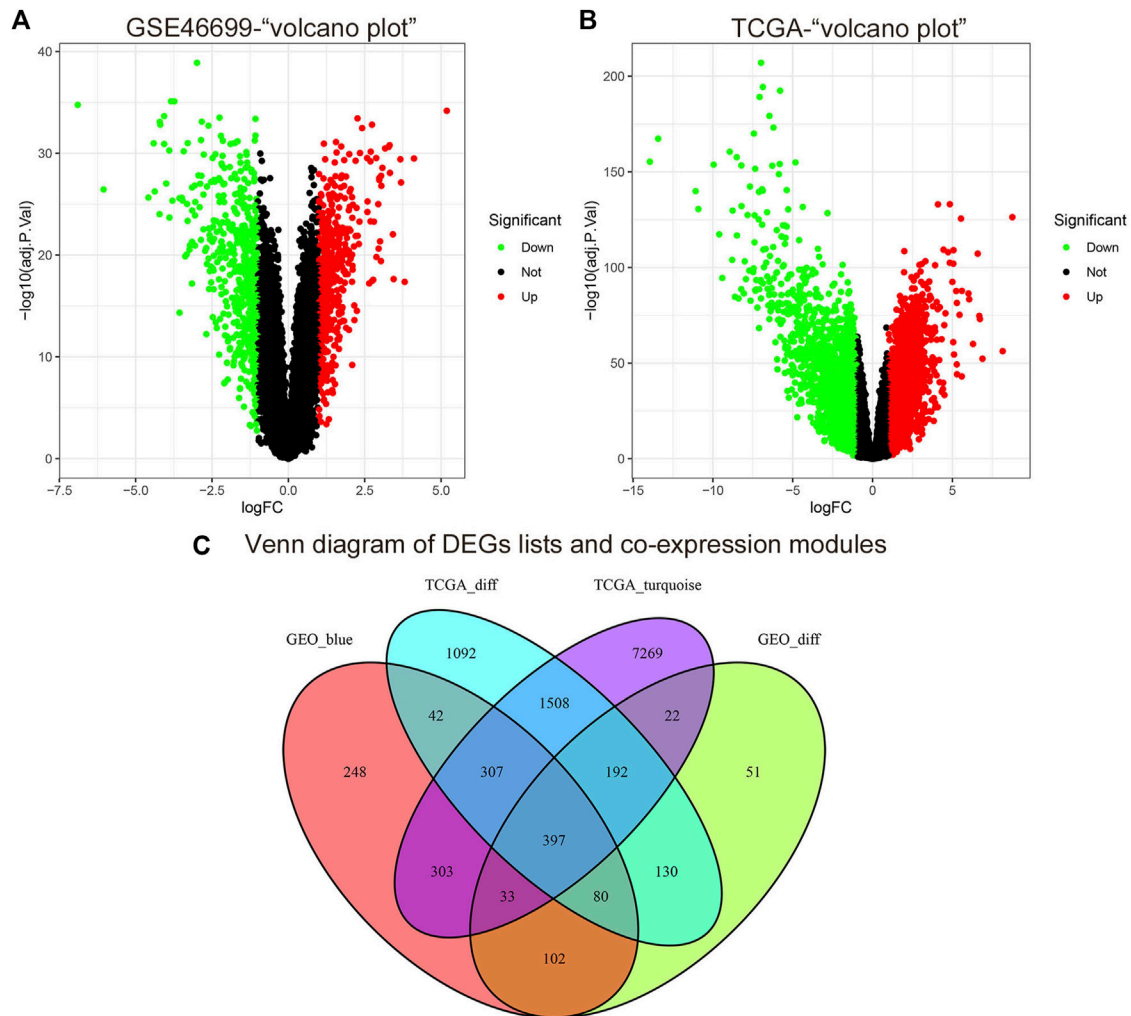 A
GSE46699-“volcano plot”
40
30
20
10
0
−log10(adj.P.Val)
−7.5
−5.0
−2.5
0.0
2.5
5.0
logFC
Significant
Down
Not
Up
B
TCGA-“volcano plot”
200
150
100
50
0
−log10(adj.P.Val)
−15
−10
−5
0
5
logFC
Significant
Down
Not
Up
C Venn diagram of DEGs lists and co-expression modules
TCGA_diff
TCGA_turquoise
GEO_blue
GEO_diff
1092
7269
1508
42
22
248
307
192
51
397
303
130
33
80
102